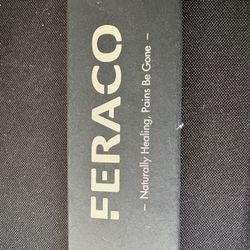 FERACO
— Naturally Healing, Pains Be Gone —